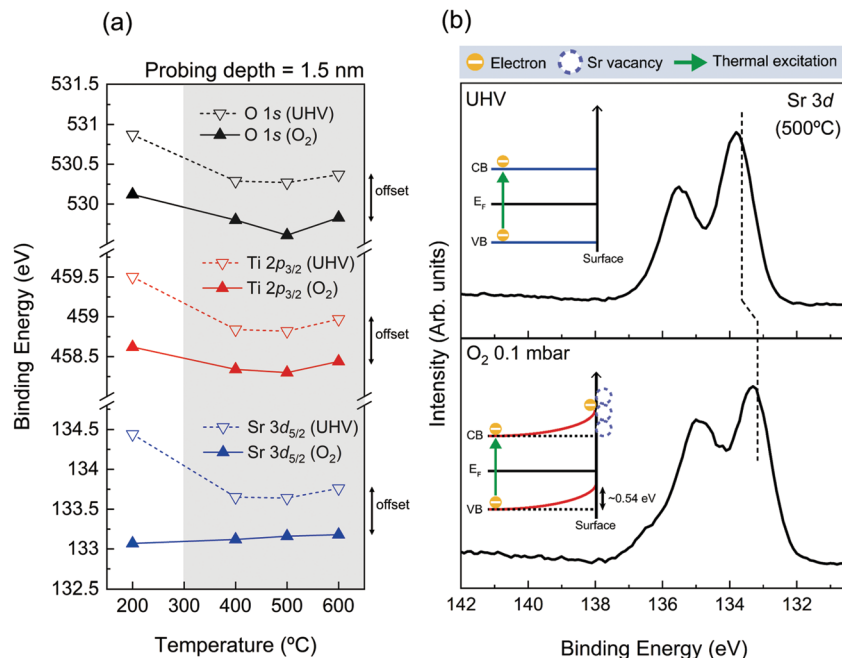 (a)
Probing depth = 1.5 nm
531.5
531
530.5
530
459.5
459
458.5
134.5
134
133.5
133
132.5
Binding Energy (eV)
O 1s (UHV)
O 1s (O₂)
offset
Ti 2p₃/₂ (UHV)
Ti 2p₃/₂ (O₂)
offset
Sr 3d₅/₂ (UHV)
Sr 3d₅/₂ (O₂)
offset
200 300 400 500 600
Temperature (ºC)
(b)
Electron Sr vacancy Thermal excitation
UHV
Sr 3d
(500ºC)
CB
E_F
VB
Surface
O₂ 0.1 mbar
CB
E_F
VB
~0.54 eV
Surface
Intensity (Arb. units)
142 140 138 136 134 132
Binding Energy (eV)